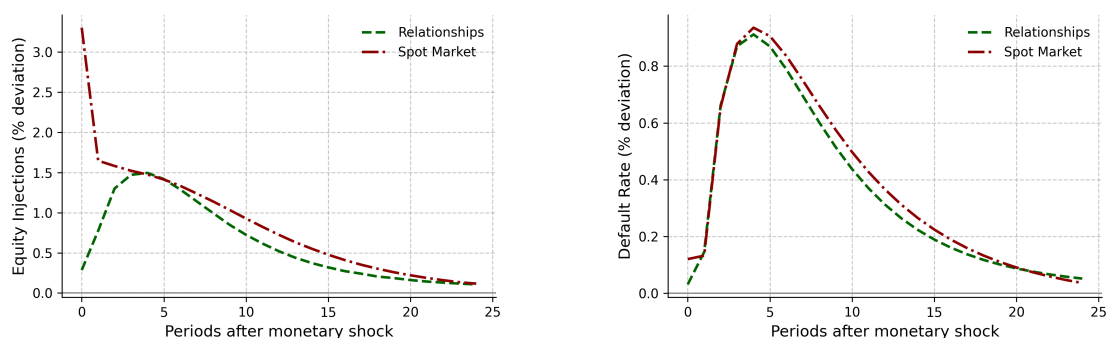 Equity Injections (% deviation)
3.0
2.5
2.0
1.5
1.0
0.5
0.0
Relationships
Spot Market
0 5 10 15 20 25
Periods after monetary shock
Default Rate (% deviation)
0.8
0.6
0.4
0.2
0.0
Relationships
Spot Market
0 5 10 15 20 25
Periods after monetary shock